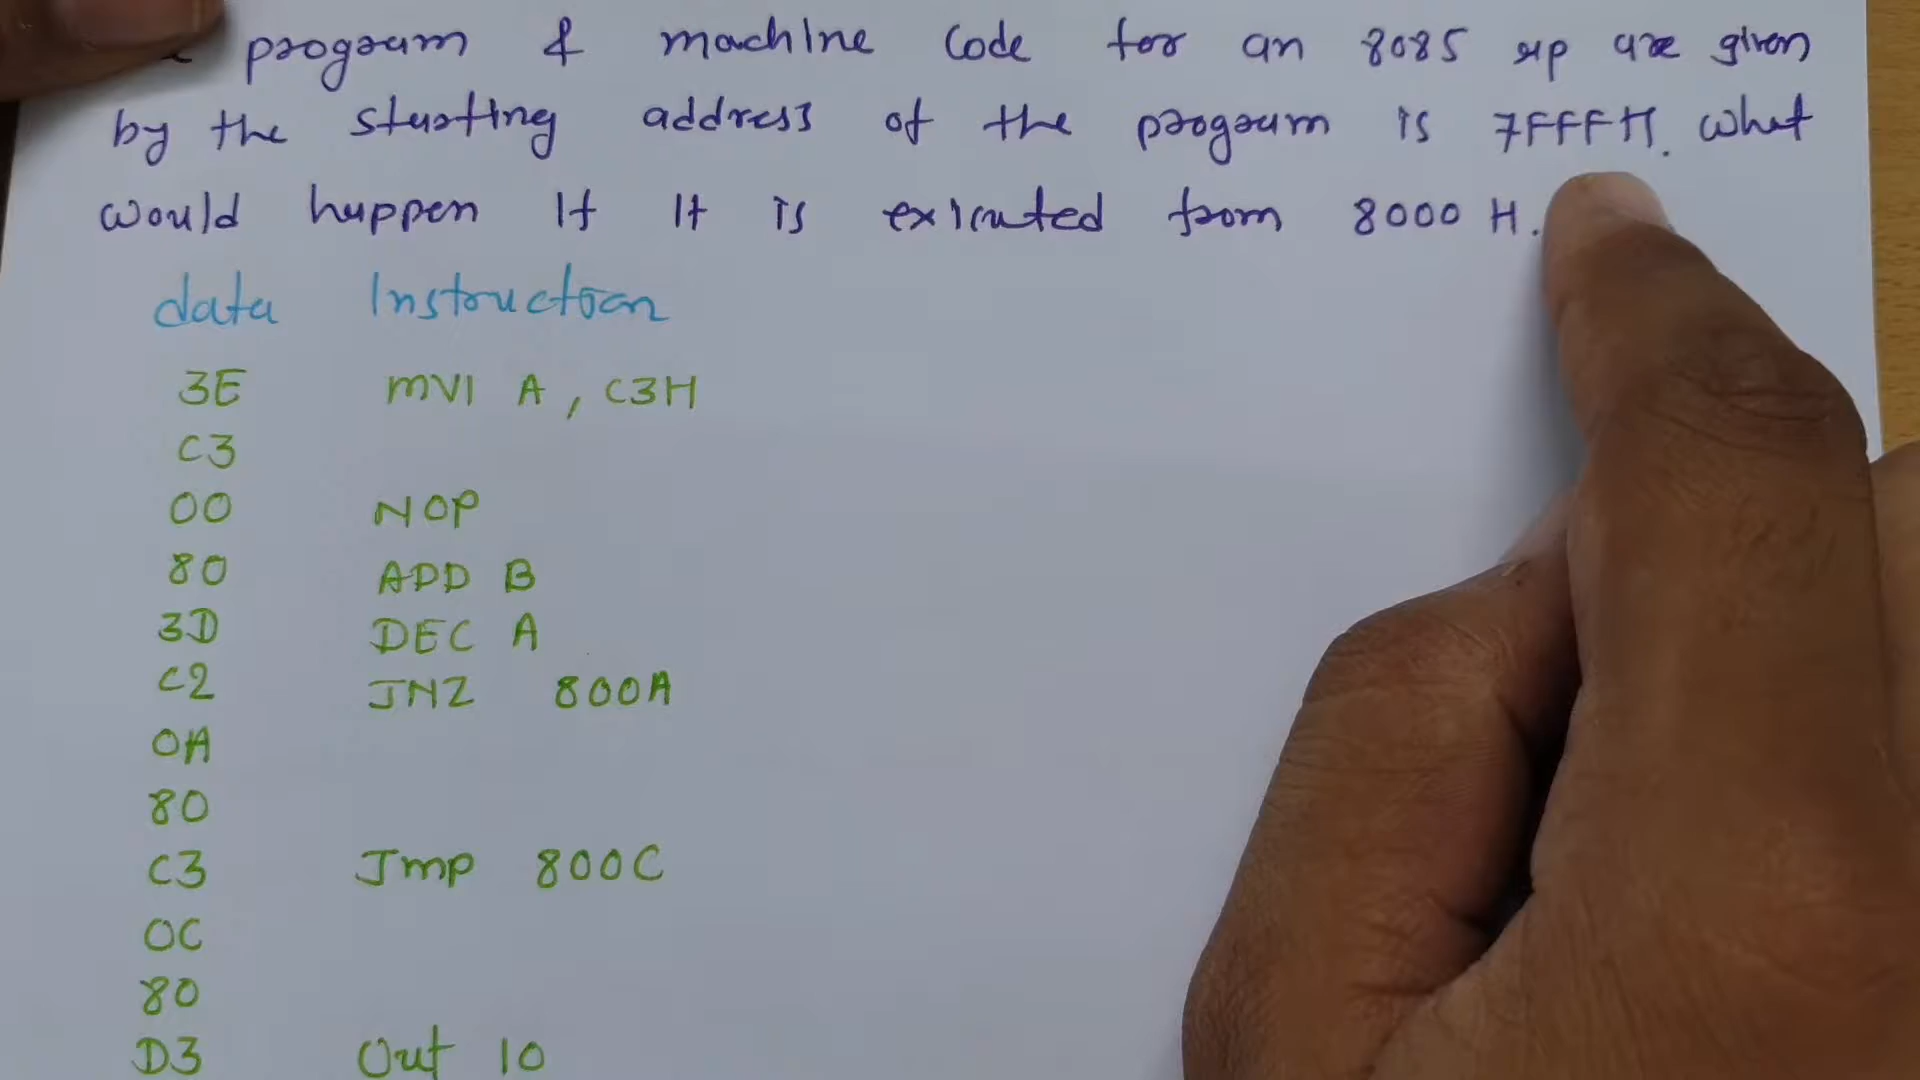 program & machine code for an 8085 μp are given
by the starting address of the program is 7FFFH. what
would happen If It is exicuted from 8000 H.
data Instruction
3E MVI A, C3H
C3
00 NOP
80 ADD B
3D DEC A
C2 JNZ 800A
0A
80
C3 Jmp 800C
0C
80
D3 Out 10